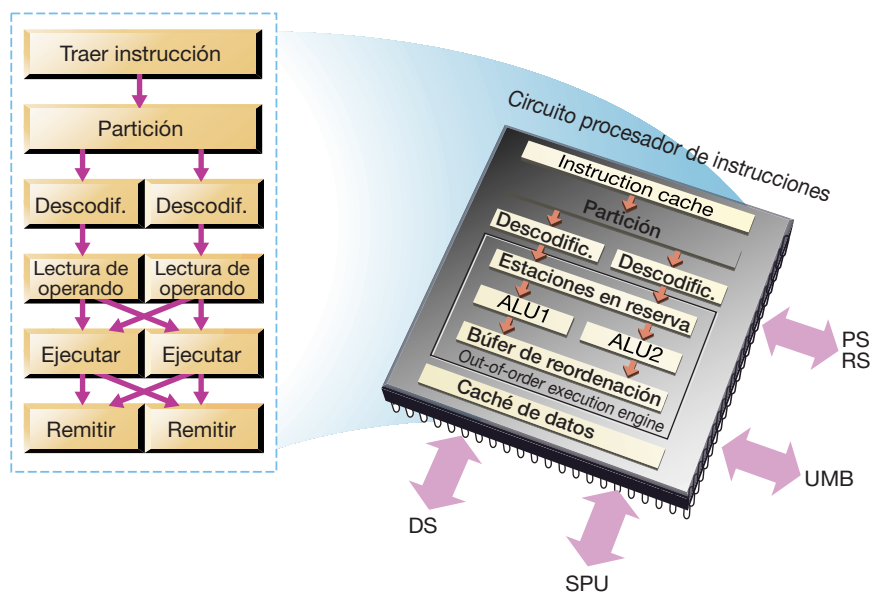 Traer instrucción
Partición
Descodif.
Descodif.
Lectura de
operando
Lectura de
operando
Ejecutar
Ejecutar
Remitir
Remitir
Circuito procesador de instrucciones
Instruction cache
Partición
Descodific.
Descodific.
Estaciones en reserva
ALU1
ALU2
Búfer de reordenación
Out-of-order execution engine
Caché de datos
PS
RS
UMB
DS
SPU